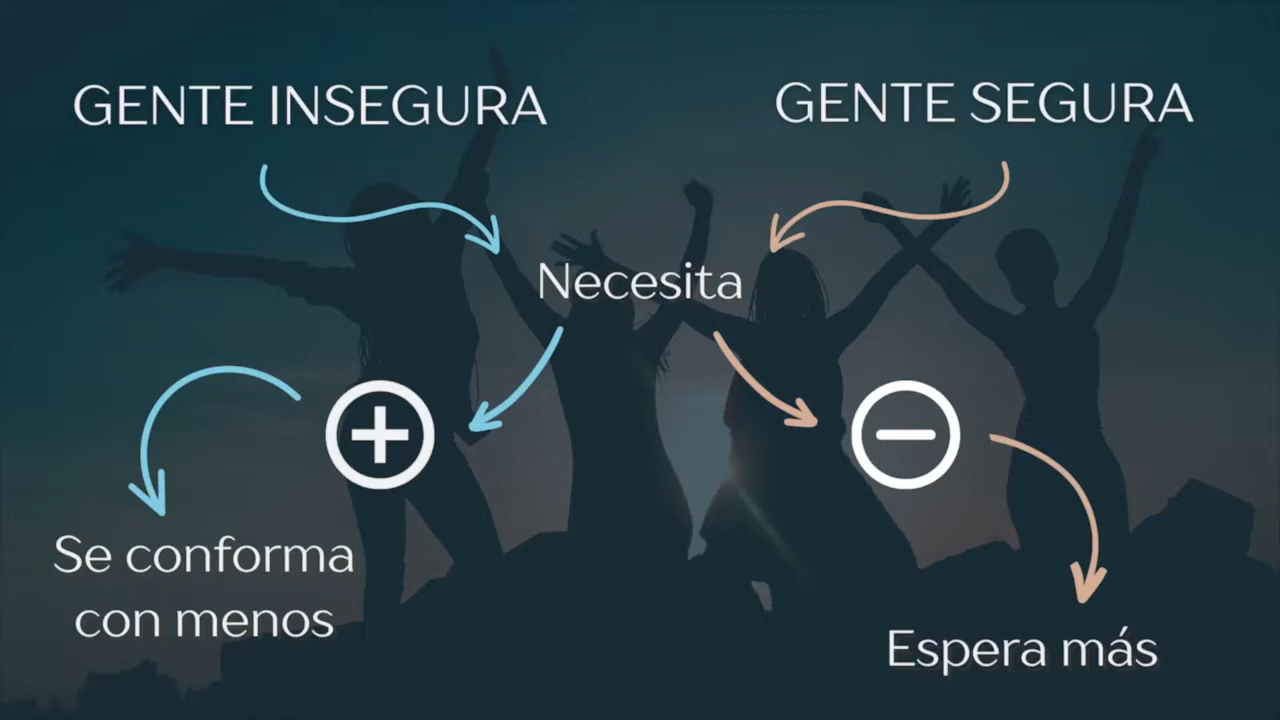 GENTE INSEGURA
GENTE SEGURA
Necesita
Se conforma
con menos
Espera más